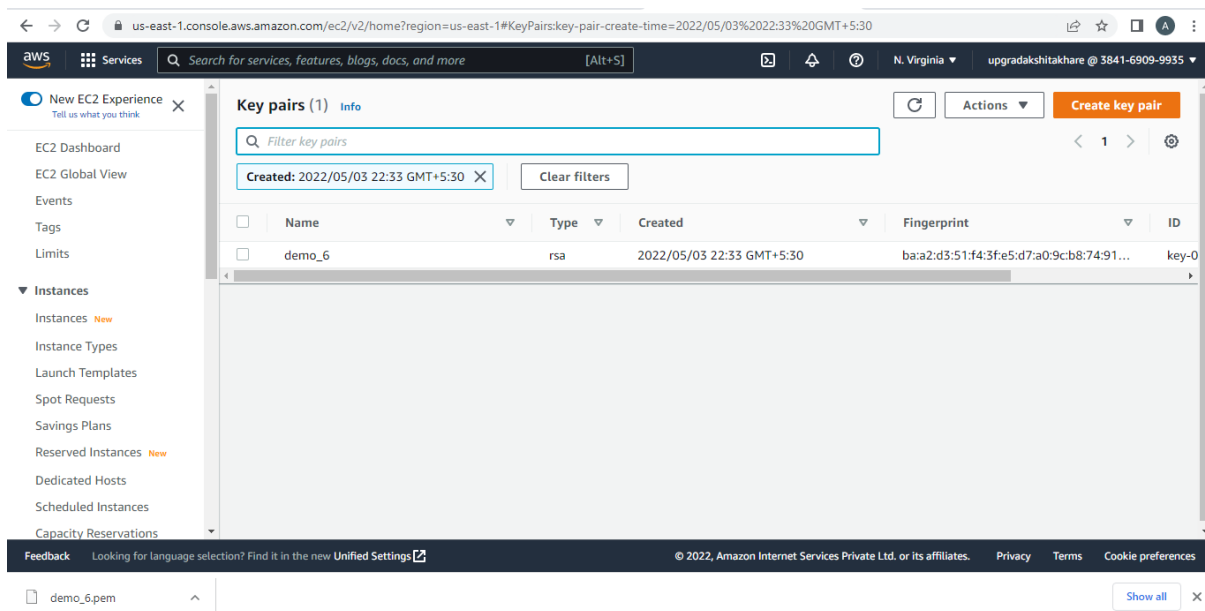 us-east-1.console.aws.amazon.com/ec2/v2/home?region=us-east-1#KeyPairs:key-pair-create-time=2022/05/03%2022:33%20GMT+5:30
A
aws Services Search for services, features, blogs, docs, and more [Alt+S] N. Virginia ▼ upgradakshitakhare @ 3841-6909-9935 ▼
New EC2 Experience
Tell us what you think
EC2 Dashboard
EC2 Global View
Events
Tags
Limits
Instances
Instances New
Instance Types
Launch Templates
Spot Requests
Savings Plans
Reserved Instances New
Dedicated Hosts
Scheduled Instances
Capacity Reservations
Key pairs (1) Info
Actions ▼ Create key pair
Filter key pairs
1
Created: 2022/05/03 22:33 GMT+5:30 Clear filters
Name Type Created Fingerprint ID
demo_6 rsa 2022/05/03 22:33 GMT+5:30 ba:a2:d3:51:f4:3f:e5:d7:a0:9c:b8:74:91... key-0
Feedback Looking for language selection? Find it in the new Unified Settings © 2022, Amazon Internet Services Private Ltd. or its affiliates. Privacy Terms Cookie preferences
demo_6.pem Show all